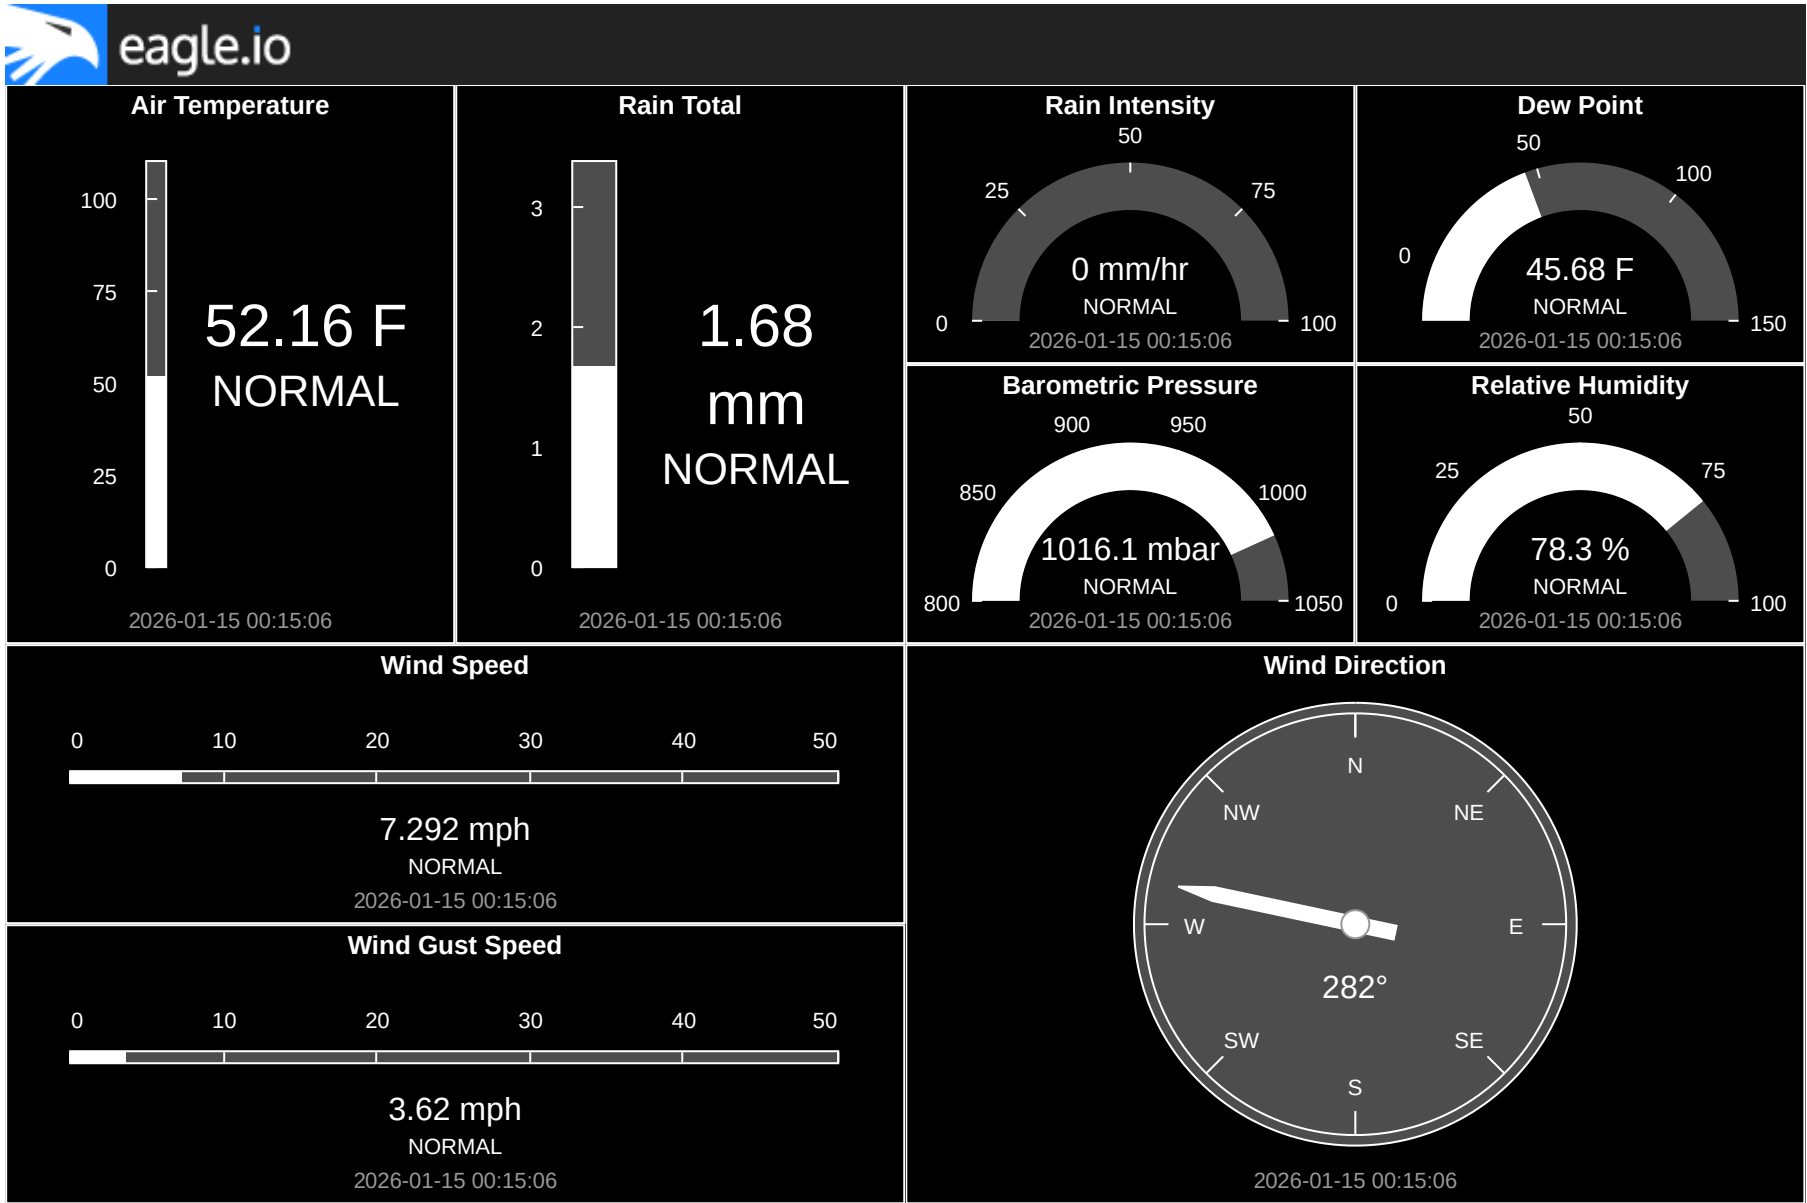 eagle.io
Air Temperature
100
75
50
25
0
52.16 F
NORMAL
2026-01-15 00:15:06
Rain Total
3
2
1
0
1.68
mm
NORMAL
2026-01-15 00:15:06
Rain Intensity
50
25
75
0
100
0 mm/hr
NORMAL
2026-01-15 00:15:06
Dew Point
50
100
0
150
45.68 F
NORMAL
2026-01-15 00:15:06
Barometric Pressure
900
950
850
1000
800
1050
1016.1 mbar
NORMAL
2026-01-15 00:15:06
Relative Humidity
50
25
75
0
100
78.3 %
NORMAL
2026-01-15 00:15:06
Wind Speed
0 10 20 30 40 50
7.292 mph
NORMAL
2026-01-15 00:15:06
Wind Gust Speed
0 10 20 30 40 50
3.62 mph
NORMAL
2026-01-15 00:15:06
Wind Direction
N
NW
NE
W
E
282°
SW
SE
S
2026-01-15 00:15:06